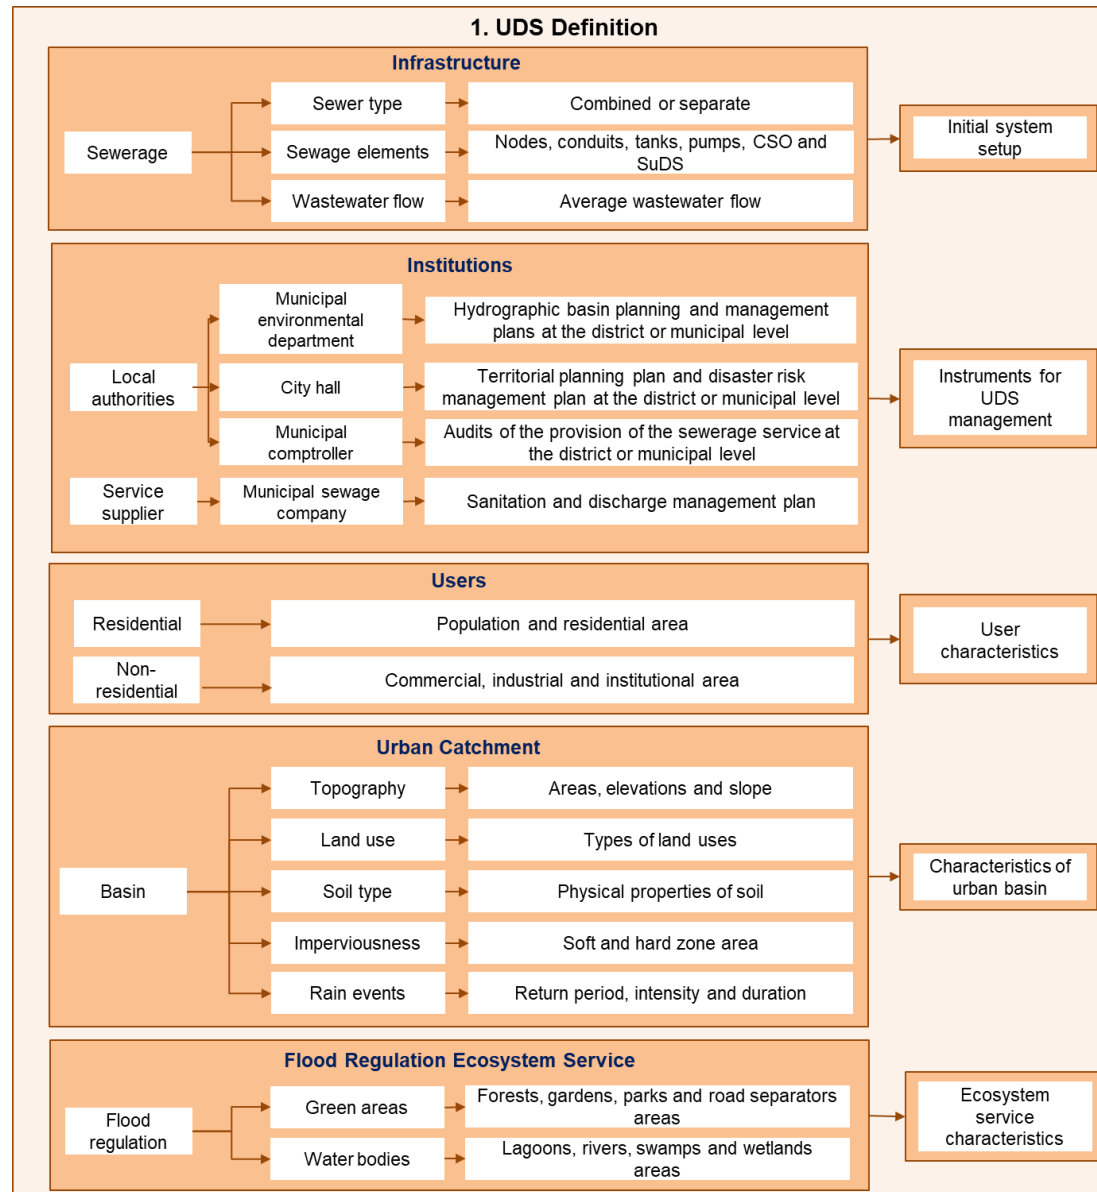 1. UDS Definition
Infrastructure
Sewerage
Sewer type
Combined or separate
Sewage elements
Nodes, conduits, tanks, pumps, CSO and
SuDS
Wastewater flow
Average wastewater flow
Initial system
setup
Institutions
Local
authorities
Municipal
environmental
department
Hydrographic basin planning and management
plans at the district or municipal level
City hall
Territorial planning plan and disaster risk
management plan at the district or municipal level
Municipal
comptroller
Audits of the provision of the sewerage service at
the district or municipal level
Service
supplier
Municipal sewage
company
Sanitation and discharge management plan
Instruments for
UDS
management
Users
Residential
Population and residential area
Non-
residential
Commercial, industrial and institutional area
User
characteristics
Urban Catchment
Basin
Topography
Areas, elevations and slope
Land use
Types of land uses
Soil type
Physical properties of soil
Imperviousness
Soft and hard zone area
Rain events
Return period, intensity and duration
Characteristics of
urban basin
Flood Regulation Ecosystem Service
Flood
regulation
Green areas
Forests, gardens, parks and road separators
areas
Water bodies
Lagoons, rivers, swamps and wetlands
areas
Ecosystem
service
characteristics